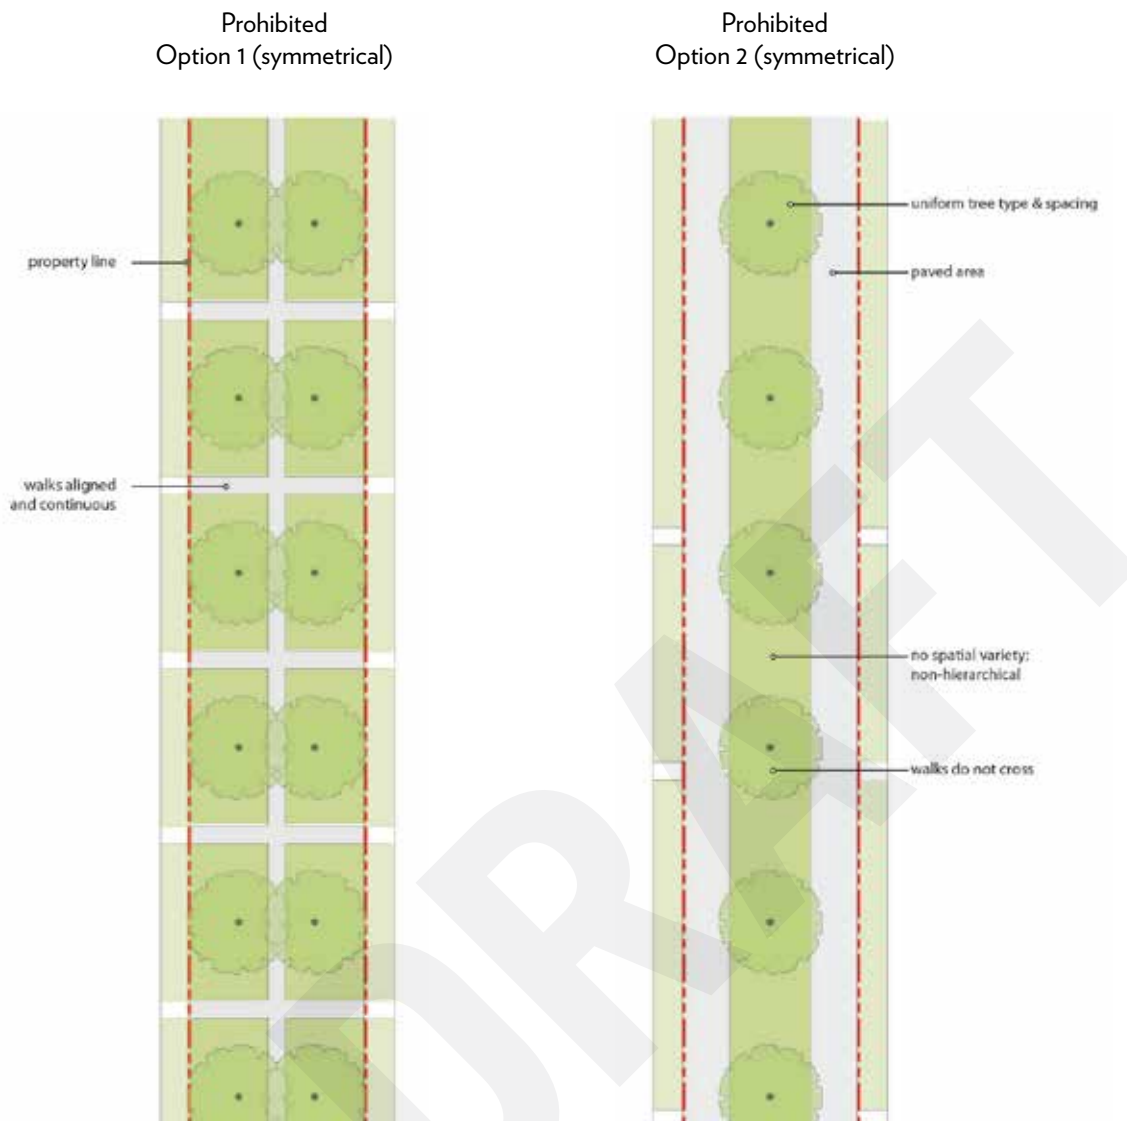 Prohibited
Option 1 (symmetrical)
Prohibited
Option 2 (symmetrical)
property line
walks aligned
and continuous
uniform tree type & spacing
paved area
no spatial variety:
non-hierarchical
walks do not cross
DRAFT